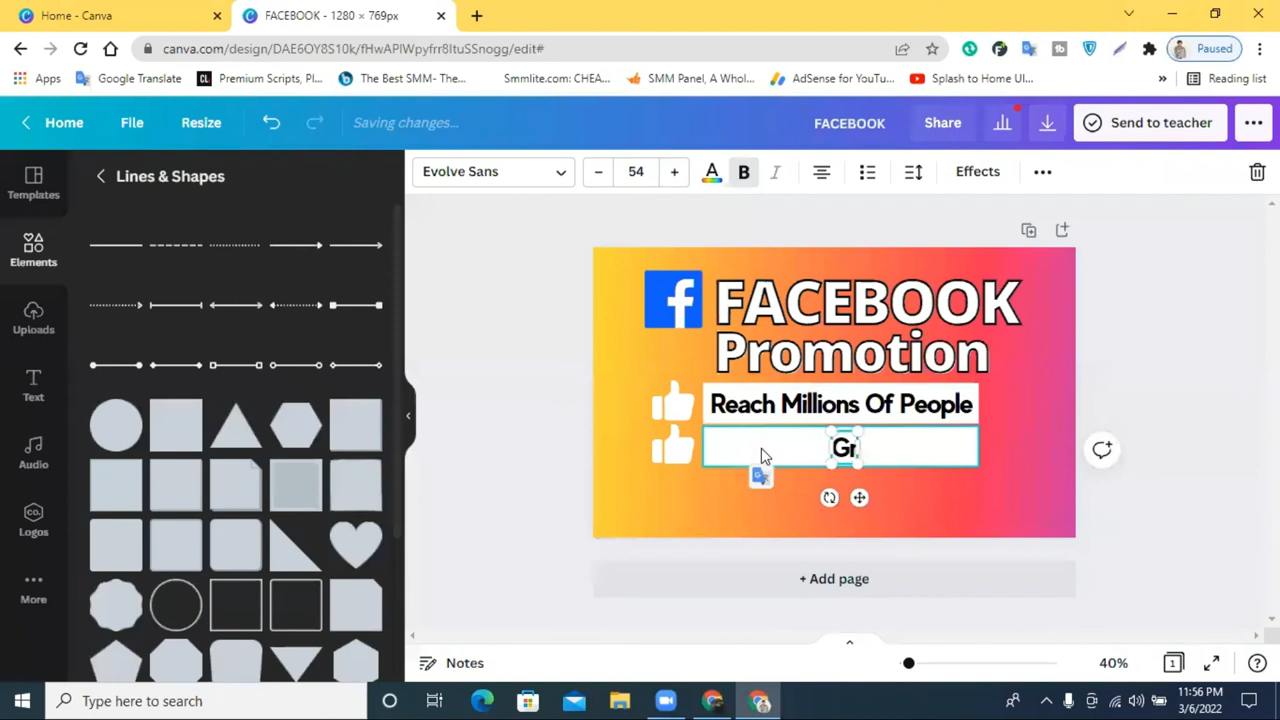 Home - Canva
FACEBOOK - 1280 × 769px
canva.com/design/DAE6OY8S10k/fHwAPlWpyfrr8ItuSSnogg/edit#
Paused
Apps
Google Translate
Premium Scripts, Pl...
The Best SMM- The...
Smmlite.com: CHEA...
SMM Panel, A Whol...
AdSense for YouTu...
Splash to Home UI...
»
Reading list
Home
File
Resize
Saving changes...
FACEBOOK
Share
Send to teacher
Lines & Shapes
Evolve Sans
54
A
B
I
Effects
Templates
Elements
Uploads
Text
Audio
Logos
More
FACEBOOK
Promotion
Reach Millions Of People
Gr
+ Add page
Notes
40%
1
Type here to search
11:56 PM
3/6/2022